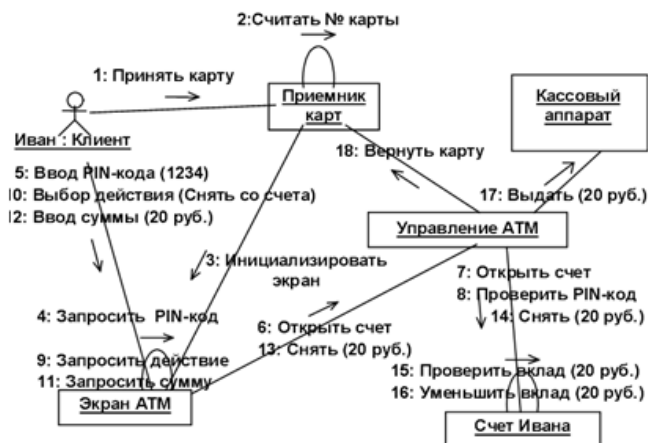 2:Считать № карты
1: Принять карту
Приемник
карт
Кассовый
аппарат
Иван : Клиент
18: Вернуть карту
5: Ввод PIN-кода (1234)
10: Выбор действия (Снять со счета)
12: Ввод суммы (20 руб.)
17: Выдать (20 руб.)
Управление АТМ
3: Инициализировать
экран
7: Открыть счет
8: Проверить PIN-код
14: Снять (20 руб.)
4: Запросить PIN-код
6: Открыть счет
13: Снять (20 руб.)
9: Запросить действие
11: Запросить сумму
15: Проверить вклад (20 руб.)
16: Уменьшить вклад (20 руб.)
Экран АТМ
Счет Ивана